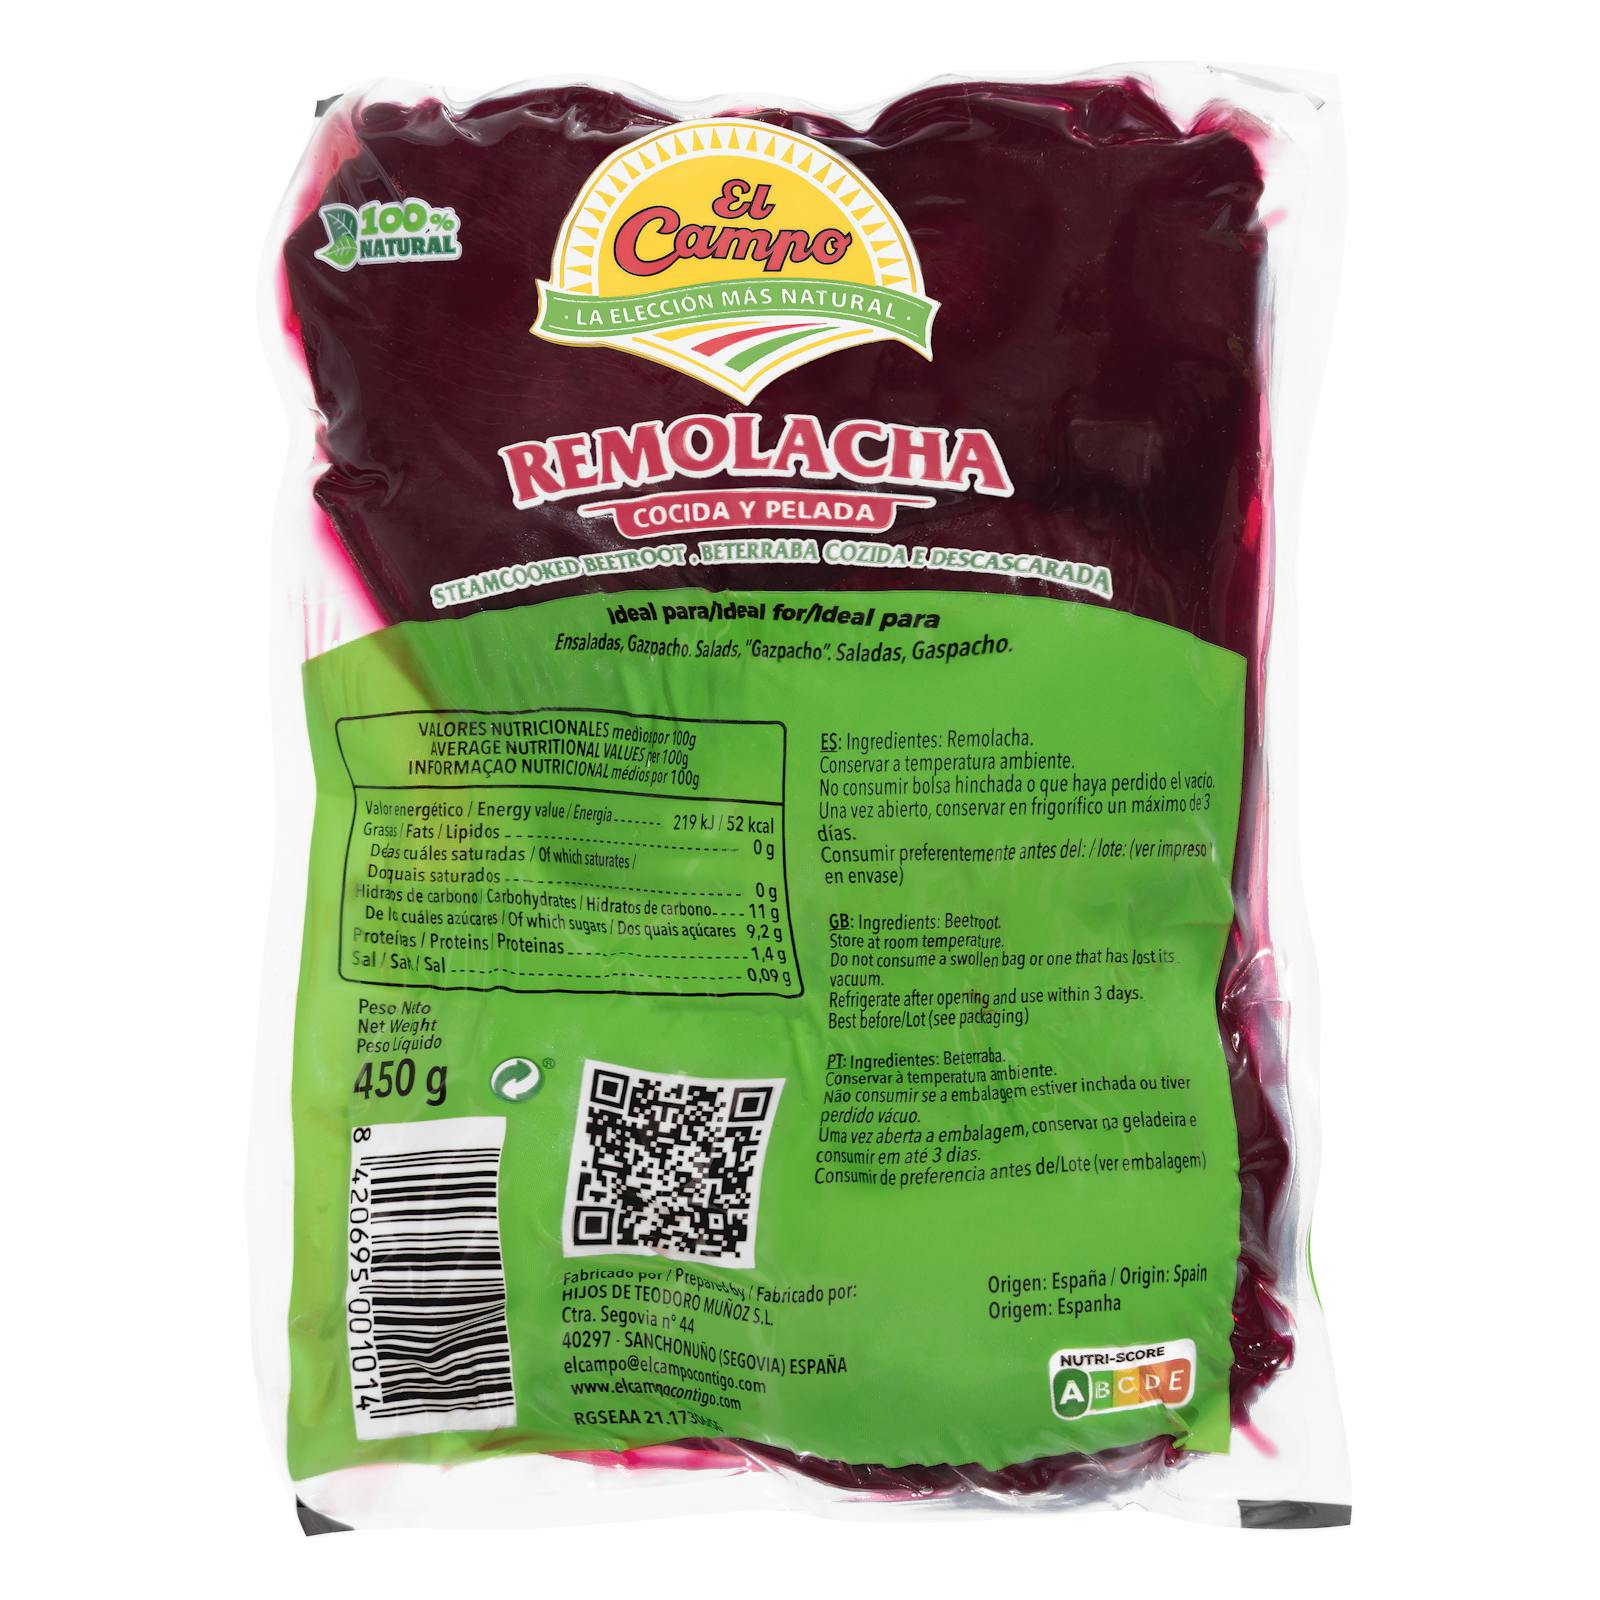 100%
NATURAL
El
Campo
· LA ELECCIÓN MÁS NATURAL ·
REMOLACHA
COCIDA Y PELADA
STEAMCOOKED BEETROOT . BETERRABA COZIDA E DESCASCARADA
Ideal para/Ideal for/Ideal para
Ensaladas, Gazpacho. Salads, "Gazpacho". Saladas, Gaspacho.
VALORES NUTRICIONALES medios por 100g
AVERAGE NUTRITIONAL VALUES per 100g
INFORMAÇAO NUTRICIONAL médios por 100g
Valor energético / Energy value / Energia ....... 219 kJ / 52 kcal
Grasas / Fats / Lipidos ....... 0 g
De las cuáles saturadas / Of which saturates /
Do quais saturados ....... 0 g
Hidratos de carbono / Carbohydrates / Hidratos de carbono .... 11 g
De la cuáles azúcares / Of which sugars / Dos quais açúcares 9,2 g
Proteínas / Proteins / Proteinas ....... 1,4 g
Sal / Salt / Sal ....... 0,09 g
Peso Neto
Net Weight
Peso Líquido
450 g
®
8 420695 001014
ES: Ingredientes: Remolacha.
Conservar a temperatura ambiente.
No consumir bolsa hinchada o que haya perdido el vacío.
Una vez abierto, conservar en frigorífico un máximo de 3
días.
Consumir preferentemente antes del: / lote: (ver impreso
en envase)
GB: Ingredients: Beetroot.
Store at room temperature.
Do not consume a swollen bag or one that has lost its
vacuum.
Refrigerate after opening and use within 3 days.
Best before/Lot (see packaging)
PT: Ingredientes: Beterraba.
Conservar à temperatura ambiente.
Não consumir se a embalagem estiver inchada ou tiver
perdido vácuo.
Uma vez aberta a embalagem, conservar na geladeira e
consumir em até 3 dias.
Consumir de preferencia antes de/Lote (ver embalagem)
Fabricado por / Prepared by / Fabricado por:
HIJOS DE TEODORO MUÑOZ S.L.
Ctra. Segovia nº 44
40297 - SANCHONUÑO (SEGOVIA) ESPAÑA
elcampo@elcampocontigo.com
www.elcampocontigo.com
RGSEAA
Origen: España / Origin: Spain
Origem: Espanha
NUTRI-SCORE
A B C D E